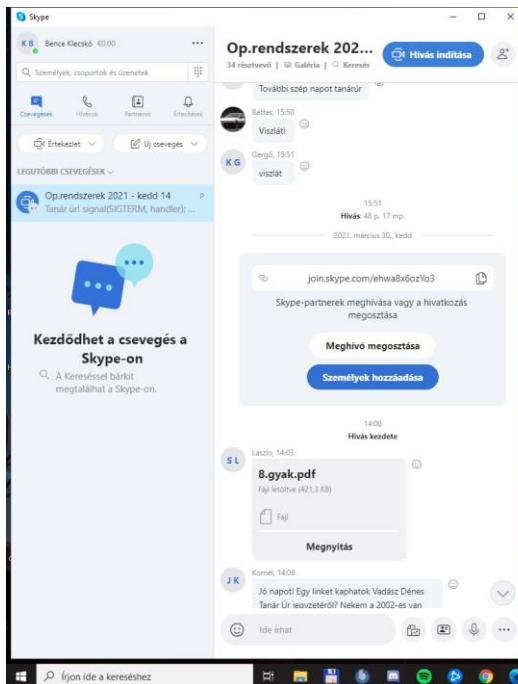 Skype
K B
Bence Klecskó €0,00
Személyek, csoportok és üzenetek
Csevegések
Hívások
Partnerek
Értesítések
Értekezlet
Új csevegés
LEGUTÓBBI CSEVEGÉSEK
Op.rendszerek 2021 - kedd 14
P
Tanár úr! signal(SIGTERM, handler); ...
Kezdődhet a csevegés a
Skype-on
A Kereséssel bárkit
megtalálhat a Skype-on.
Op.rendszerek 202...
34 résztvevő | Galéria | Keresés
Hívás indítása
További szép napot tanárúr
Bettes, 15:50
Viszlát!
K G
Gergő, 15:51
viszlát
15:51
Hívás: 48 p. 17 mp.
2021. március 30., kedd
join.skype.com/ehwa8x6ozYo3
Skype-partnerek meghívása vagy a hivatkozás
megosztása
Meghívó megosztása
Személyek hozzáadása
14:00
Hívás kezdete
S L
Laszlo, 14:03
8.gyak.pdf
Fájl letöltve (421,3 KB)
Fájl
Megnyitás
J K
Kornél, 14:08
Jó napot! Egy linket kaphatok Vadász Dénes
Tanár Úr jegyzetéről? Nekem a 2002-es van
Ide írhat
Írjon ide a kereséshez